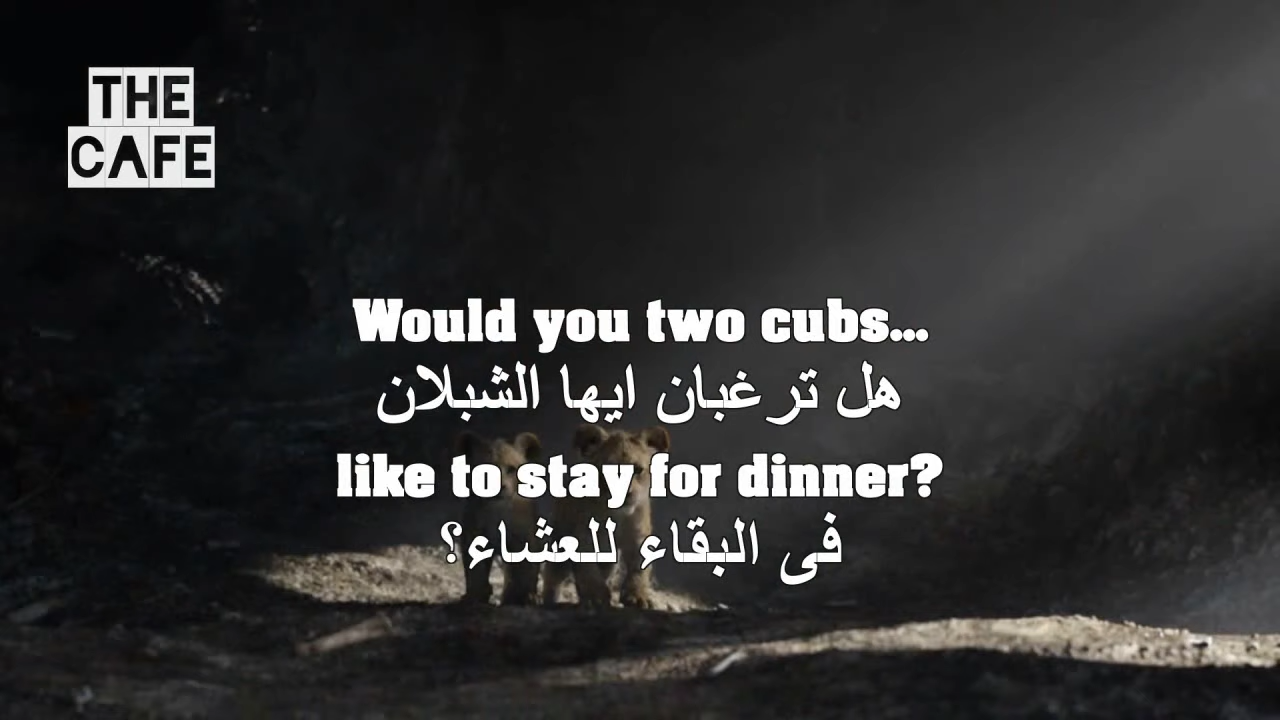 THE
CAFE
Would you two cubs...
هل ترغبان ايها الشبلان
like to stay for dinner?
فى البقاء للعشاء؟